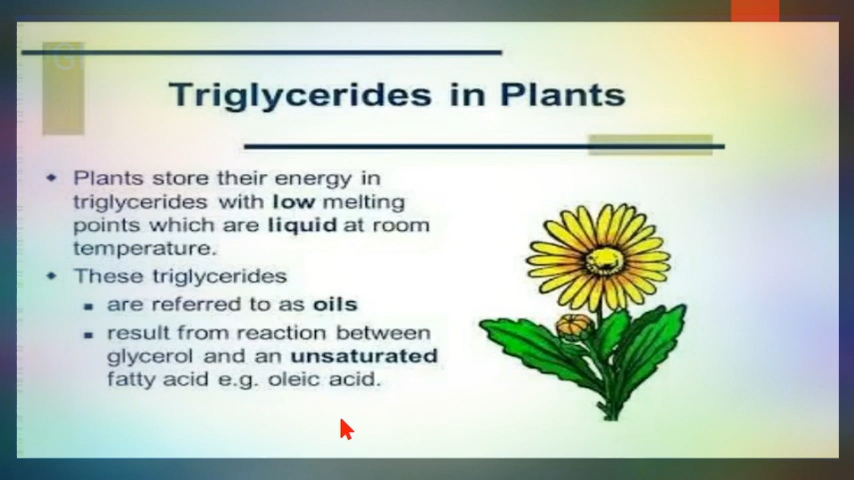 Triglycerides in Plants
Plants store their energy in
triglycerides with low melting
points which are liquid at room
temperature.
These triglycerides
are referred to as oils
result from reaction between
glycerol and an unsaturated
fatty acid e.g. oleic acid.